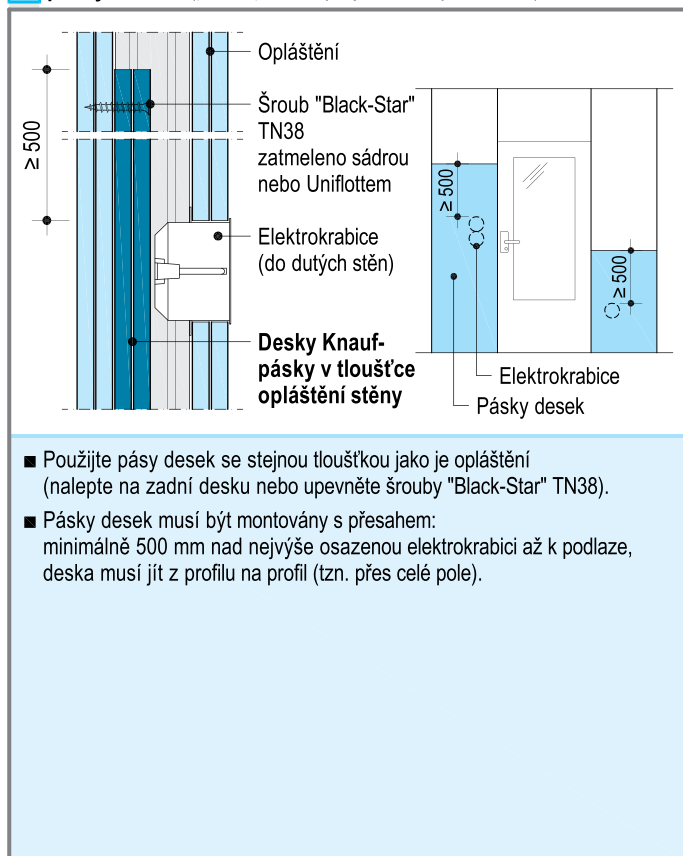 Opláštění
Šroub "Black-Star"
TN38
zatmeleno sádrou
nebo Uniflottem
≥ 500
Elektrokrabice
(do dutých stěn)
Desky Knauf-
pásky v tloušťce
opláštění stěny
≥ 500
≥ 500
Elektrokrabice
Pásky desek
Použijte pásy desek se stejnou tloušťkou jako je opláštění
(nalepte na zadní desku nebo upevněte šrouby "Black-Star" TN38).
Pásky desek musí být montovány s přesahem:
minimálně 500 mm nad nejvýše osazenou elektrokrabici až k podlaze,
deska musí jít z profilu na profil (tzn. přes celé pole).